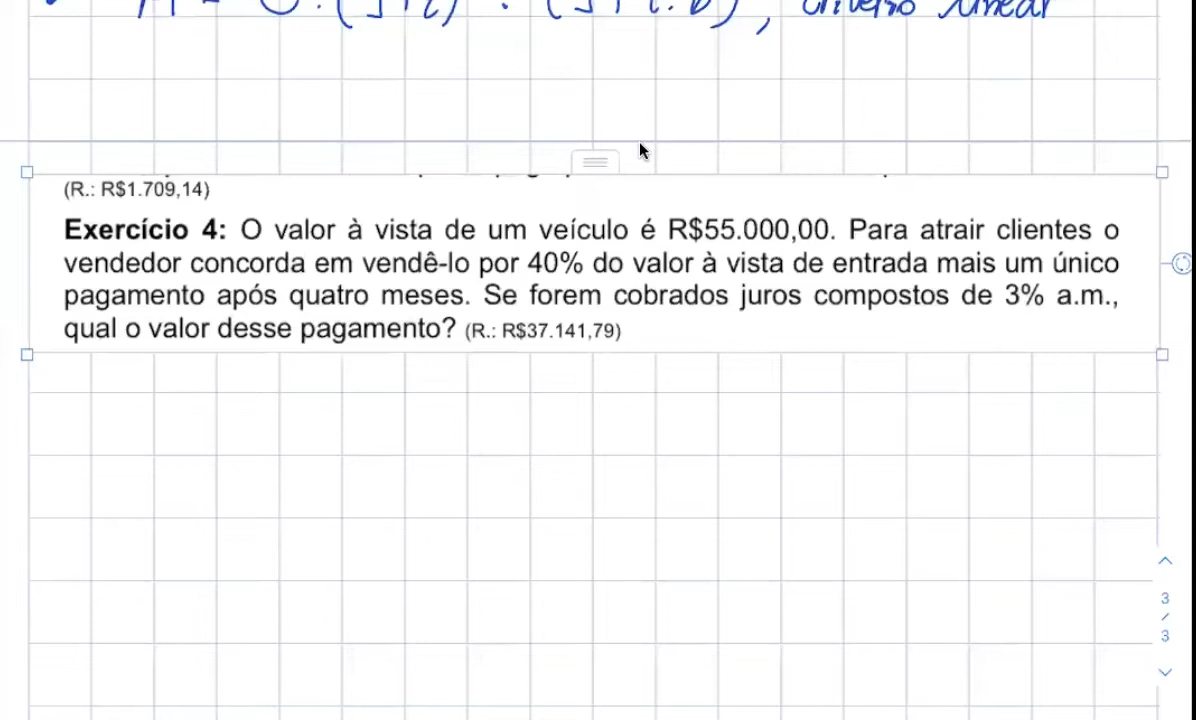 linear
(R.: R$1.709,14)
Exercício 4: O valor à vista de um veículo é R$55.000,00. Para atrair clientes o
vendedor concorda em vendê-lo por 40% do valor à vista de entrada mais um único
pagamento após quatro meses. Se forem cobrados juros compostos de 3% a.m.,
qual o valor desse pagamento? (R.: R$37.141,79)
3
/
3